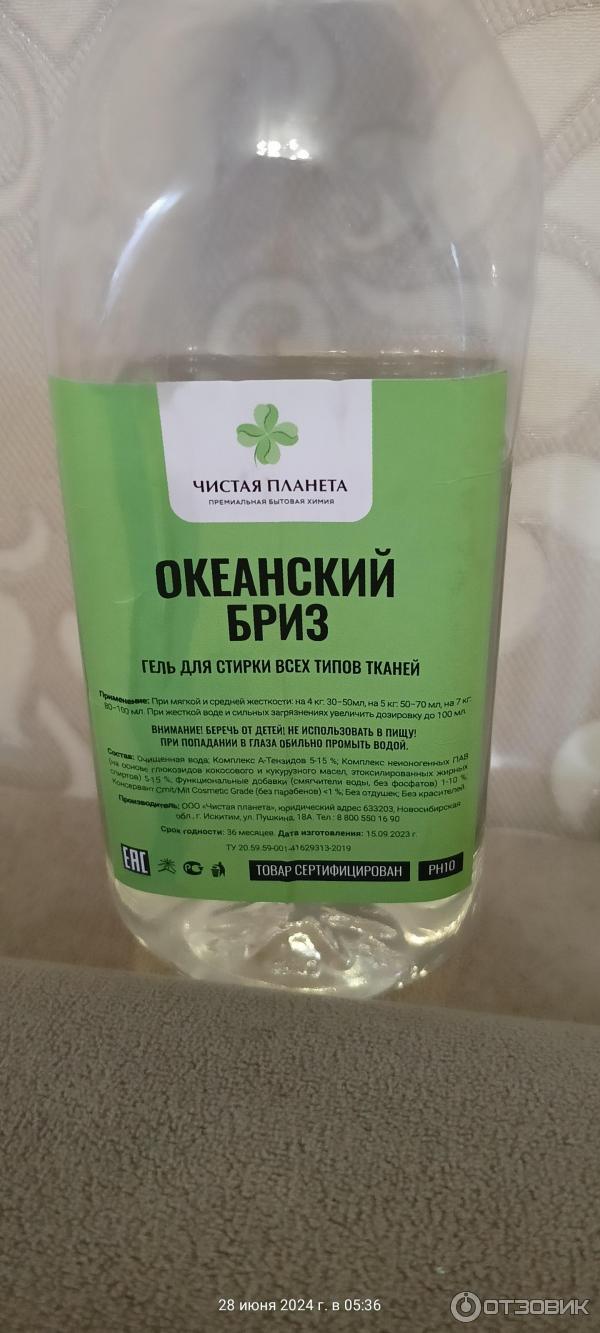 ЧИСТАЯ ПЛАНЕТА
ПРЕМИАЛЬНАЯ БЫТОВАЯ ХИМИЯ
ОКЕАНСКИЙ
БРИЗ
ГЕЛЬ ДЛЯ СТИРКИ ВСЕХ ТИПОВ ТКАНЕЙ
Применение: При мягкой и средней жесткости: на 4 кг: 30-50мл, на 5 кг: 50-70 мл, на 7 кг:
80-100 мл. При жесткой воде и сильных загрязнениях увеличить дозировку до 100 мл.
ВНИМАНИЕ! БЕРЕЧЬ ОТ ДЕТЕЙ! НЕ ИСПОЛЬЗОВАТЬ В ПИЩУ!
ПРИ ПОПАДАНИИ В ГЛАЗА ОБИЛЬНО ПРОМЫТЬ ВОДОЙ.
Состав: Очищенная вода; Комплекс А-Тензидов 5-15 %; Комплекс неионогенных ПАВ
(на основе глюкозидов кокосового и кукурузного масел, этоксилированных жирных
спиртов) 5-15 %; Функциональные добавки (смягчители воды, без фосфатов) 1-10 %;
Консервант Cmit/Mit Cosmetic Grade (без парабенов) <1 %; Без отдушек; Без красителей.
Производитель: ООО «Чистая планета», юридический адрес 633203, Новосибирская
обл., г. Искитим, ул. Пушкина, 18А. Тел.: 8 800 550 16 90
Срок годности: 36 месяцев. Дата изготовления: 15.09.2023 г.
ТУ 20.59.59-001-41629313-2019
EAC РСТ ТОВАР СЕРТИФИЦИРОВАН PH10
28 июня 2024 г. в 05:36
ОТЗОВИК